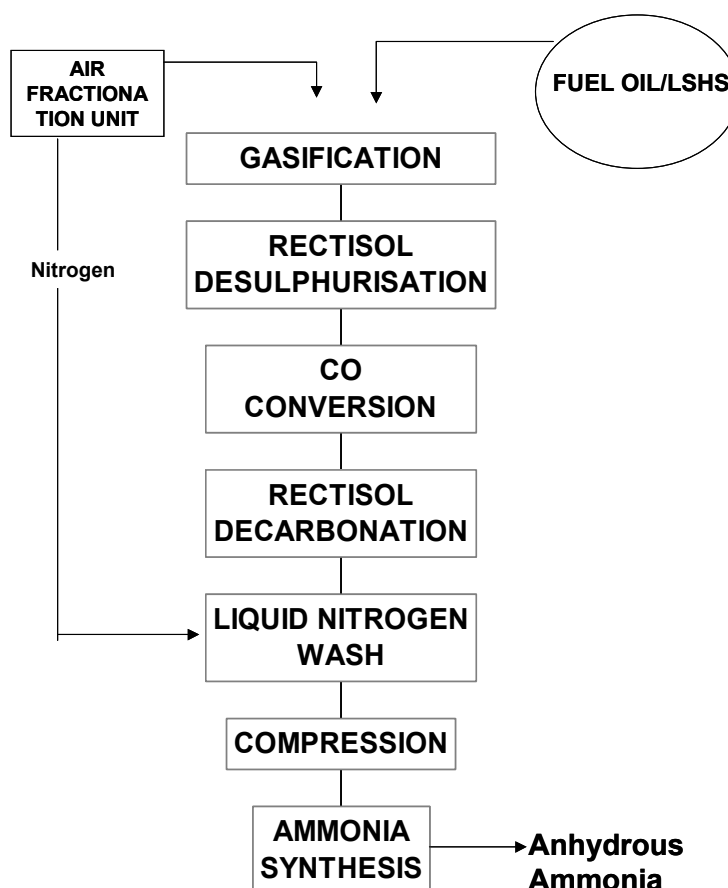 AIR
FRACTIONA
TION UNIT
FUEL OIL/LSHS
GASIFICATION
RECTISOL
DESULPHURISATION
Nitrogen
CO
CONVERSION
RECTISOL
DECARBONATION
LIQUID NITROGEN
WASH
COMPRESSION
AMMONIA
SYNTHESIS
Anhydrous
Ammonia